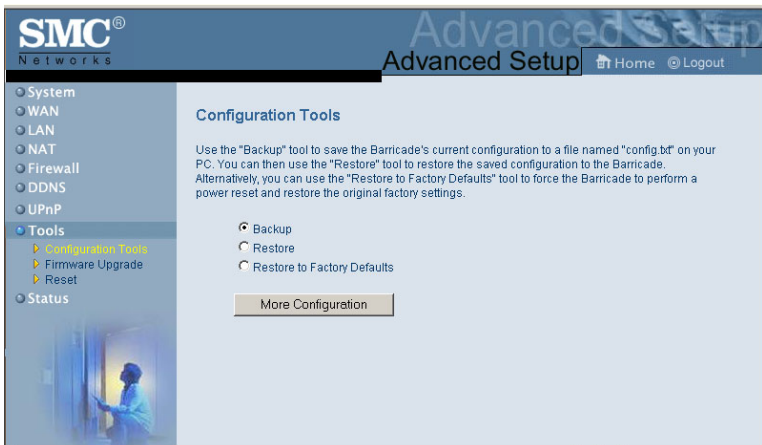 SMC®
Networks
Advanced Setup
Advanced Setup
Home
Logout
System
WAN
LAN
NAT
Firewall
DDNS
UPnP
Tools
Configuration Tools
Firmware Upgrade
Reset
Status
Configuration Tools
Use the "Backup" tool to save the Barricade's current configuration to a file named "config.txt" on your
PC. You can then use the "Restore" tool to restore the saved configuration to the Barricade.
Alternatively, you can use the "Restore to Factory Defaults" tool to force the Barricade to perform a
power reset and restore the original factory settings.
Backup
Restore
Restore to Factory Defaults
More Configuration